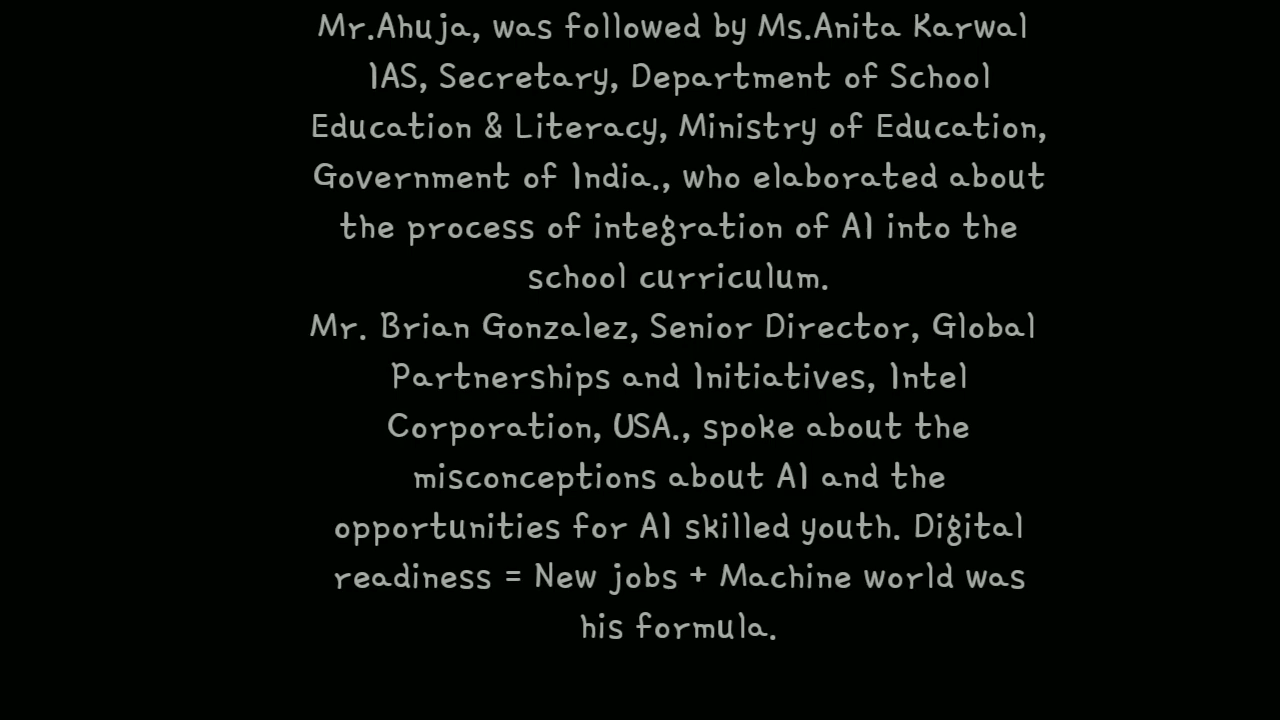 Mr.Ahuja, was followed by Ms.Anita Karwal
IAS, Secretary, Department of School
Education & Literacy, Ministry of Education,
Government of India., who elaborated about
the process of integration of AI into the
school curriculum.
Mr. Brian Gonzalez, Senior Director, Global
Partnerships and Initiatives, Intel
Corporation, USA., spoke about the
misconceptions about AI and the
opportunities for AI skilled youth. Digital
readiness = New jobs + Machine world was
his formula.